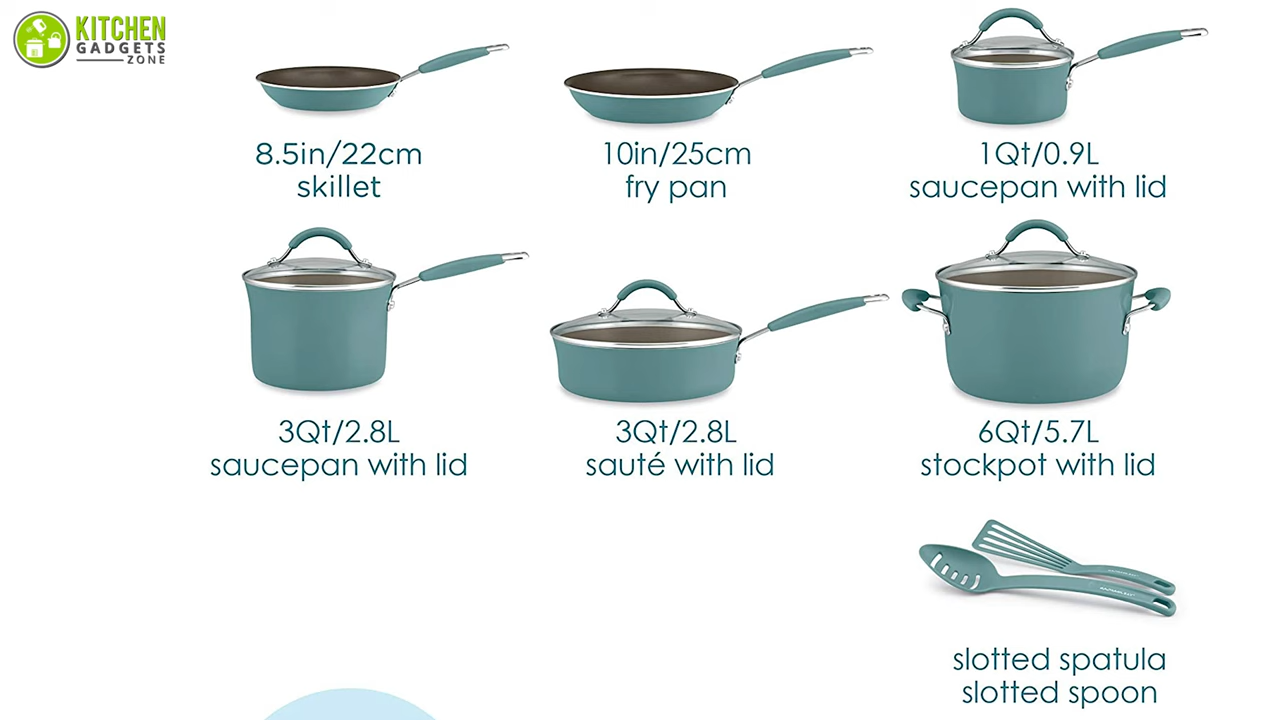 KITCHEN
GADGETS
ZONE
8.5in/22cm
skillet
10in/25cm
fry pan
1Qt/0.9L
saucepan with lid
3Qt/2.8L
saucepan with lid
3Qt/2.8L
sauté with lid
6Qt/5.7L
stockpot with lid
slotted spatula
slotted spoon